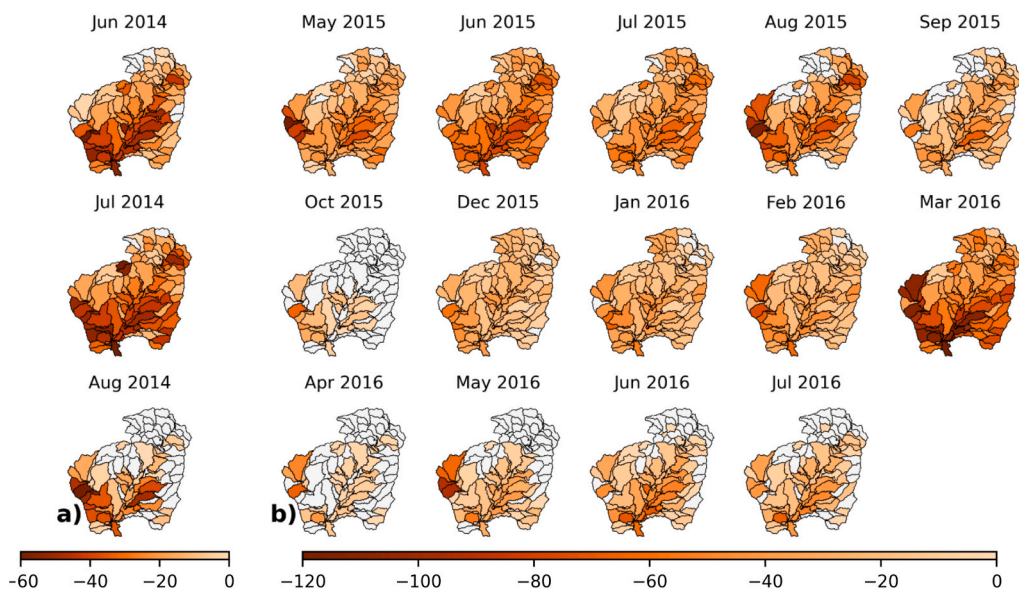 Jun 2014 May 2015 Jun 2015 Jul 2015 Aug 2015 Sep 2015
Jul 2014 Oct 2015 Dec 2015 Jan 2016 Feb 2016 Mar 2016
Aug 2014 Apr 2016 May 2016 Jun 2016 Jul 2016
a) b)
−60 −40 −20 0 −120 −100 −80 −60 −40 −20 0